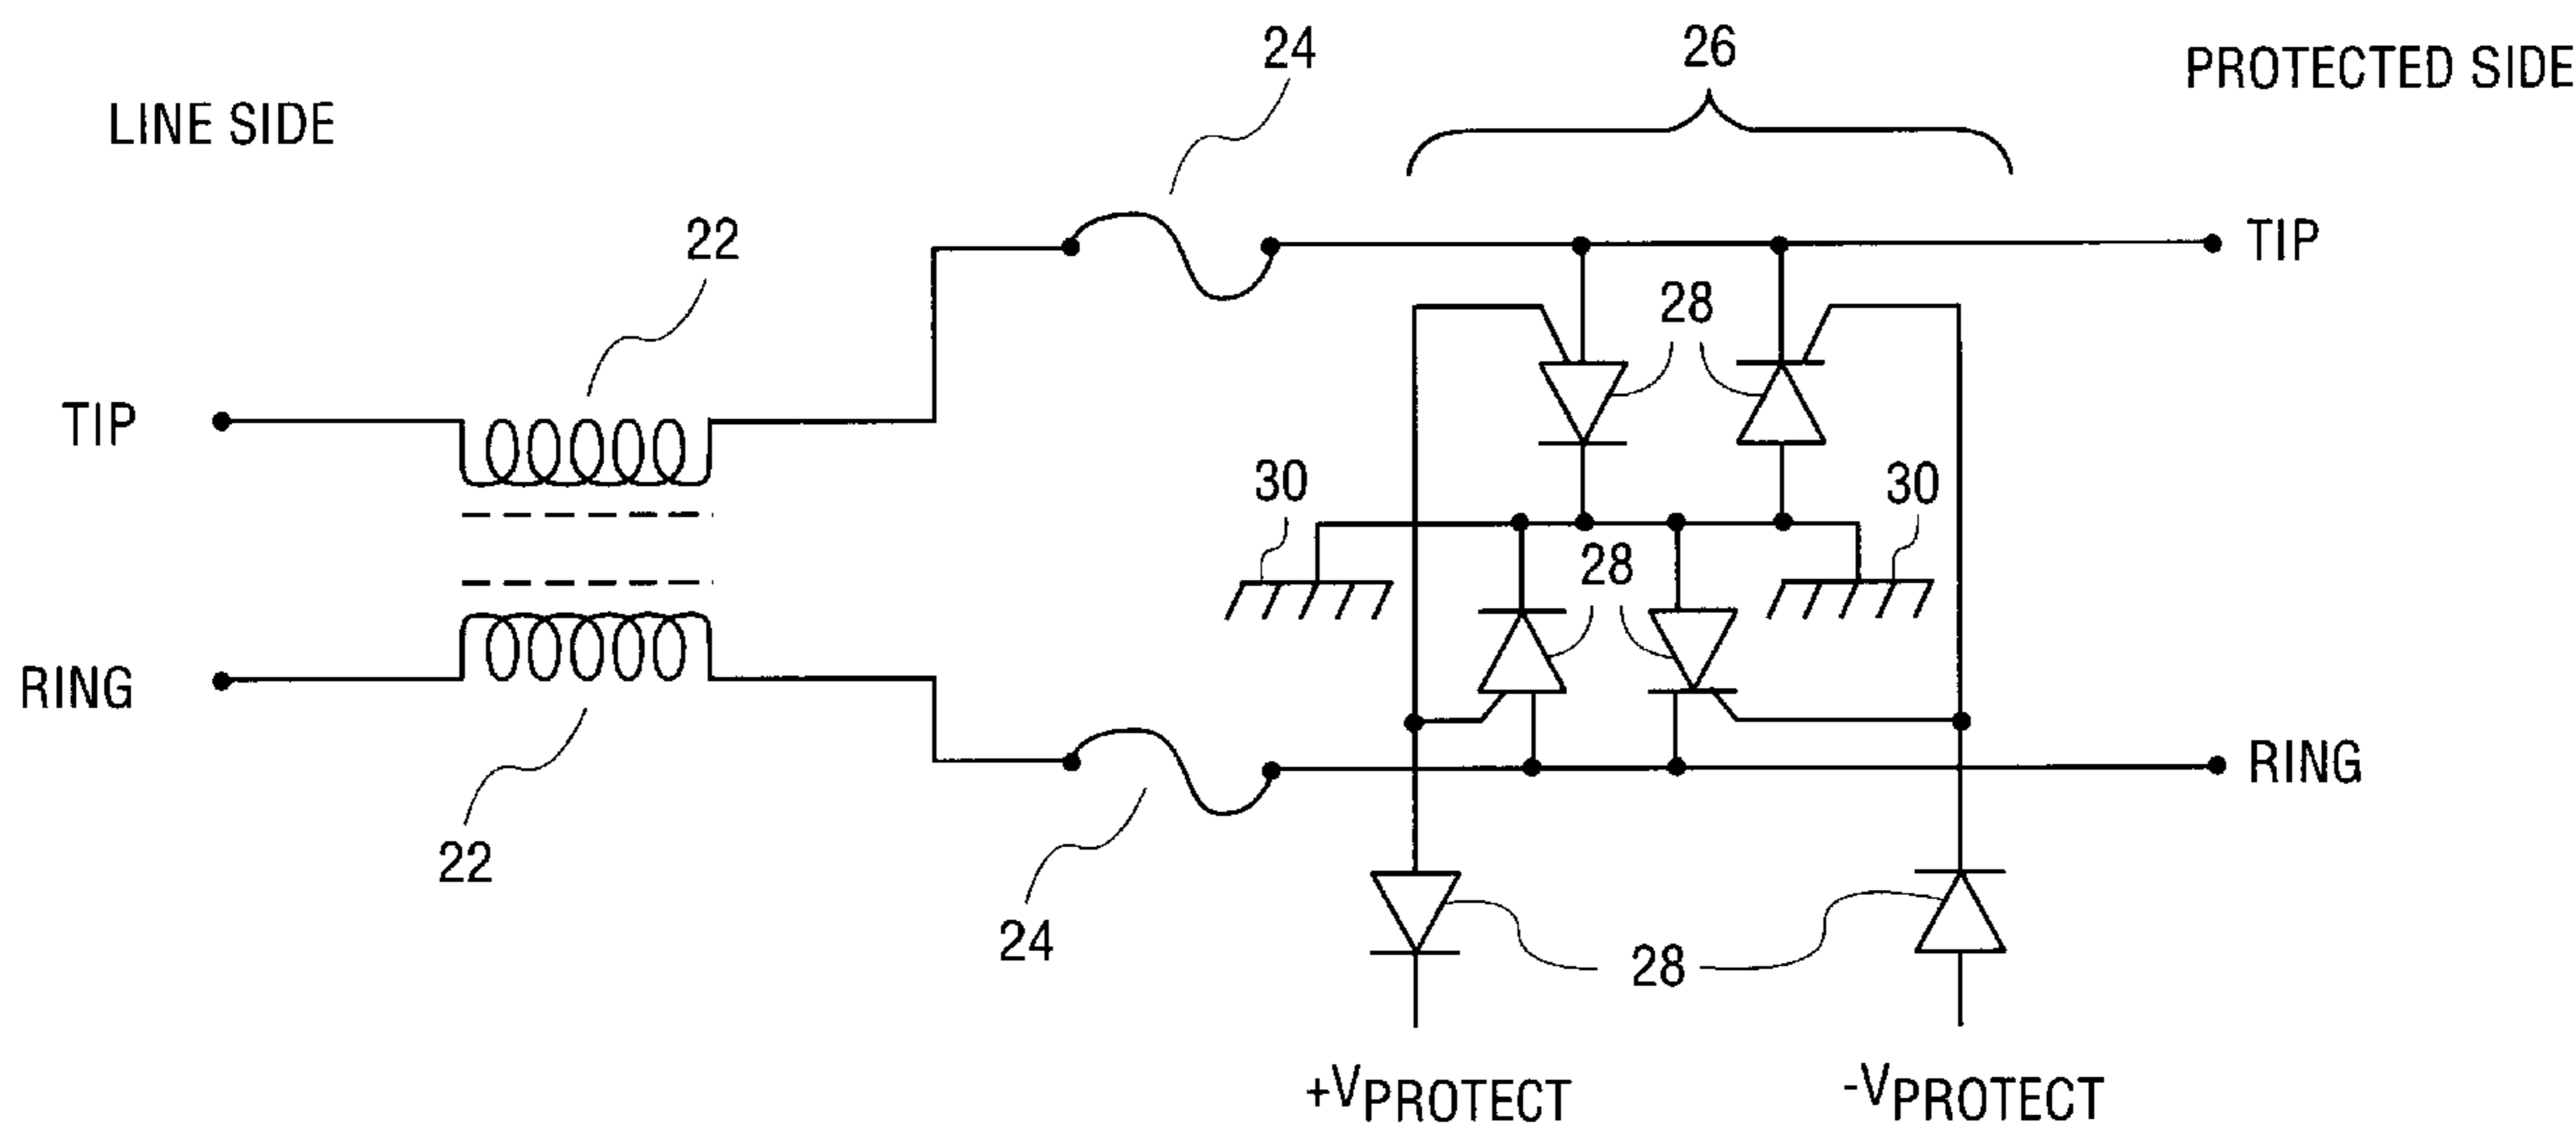 24
26
PROTECTED SIDE
LINE SIDE
22
TIP
28
TIP
30
30
28
RING
RING
22
24
28
+VPROTECT
-VPROTECT